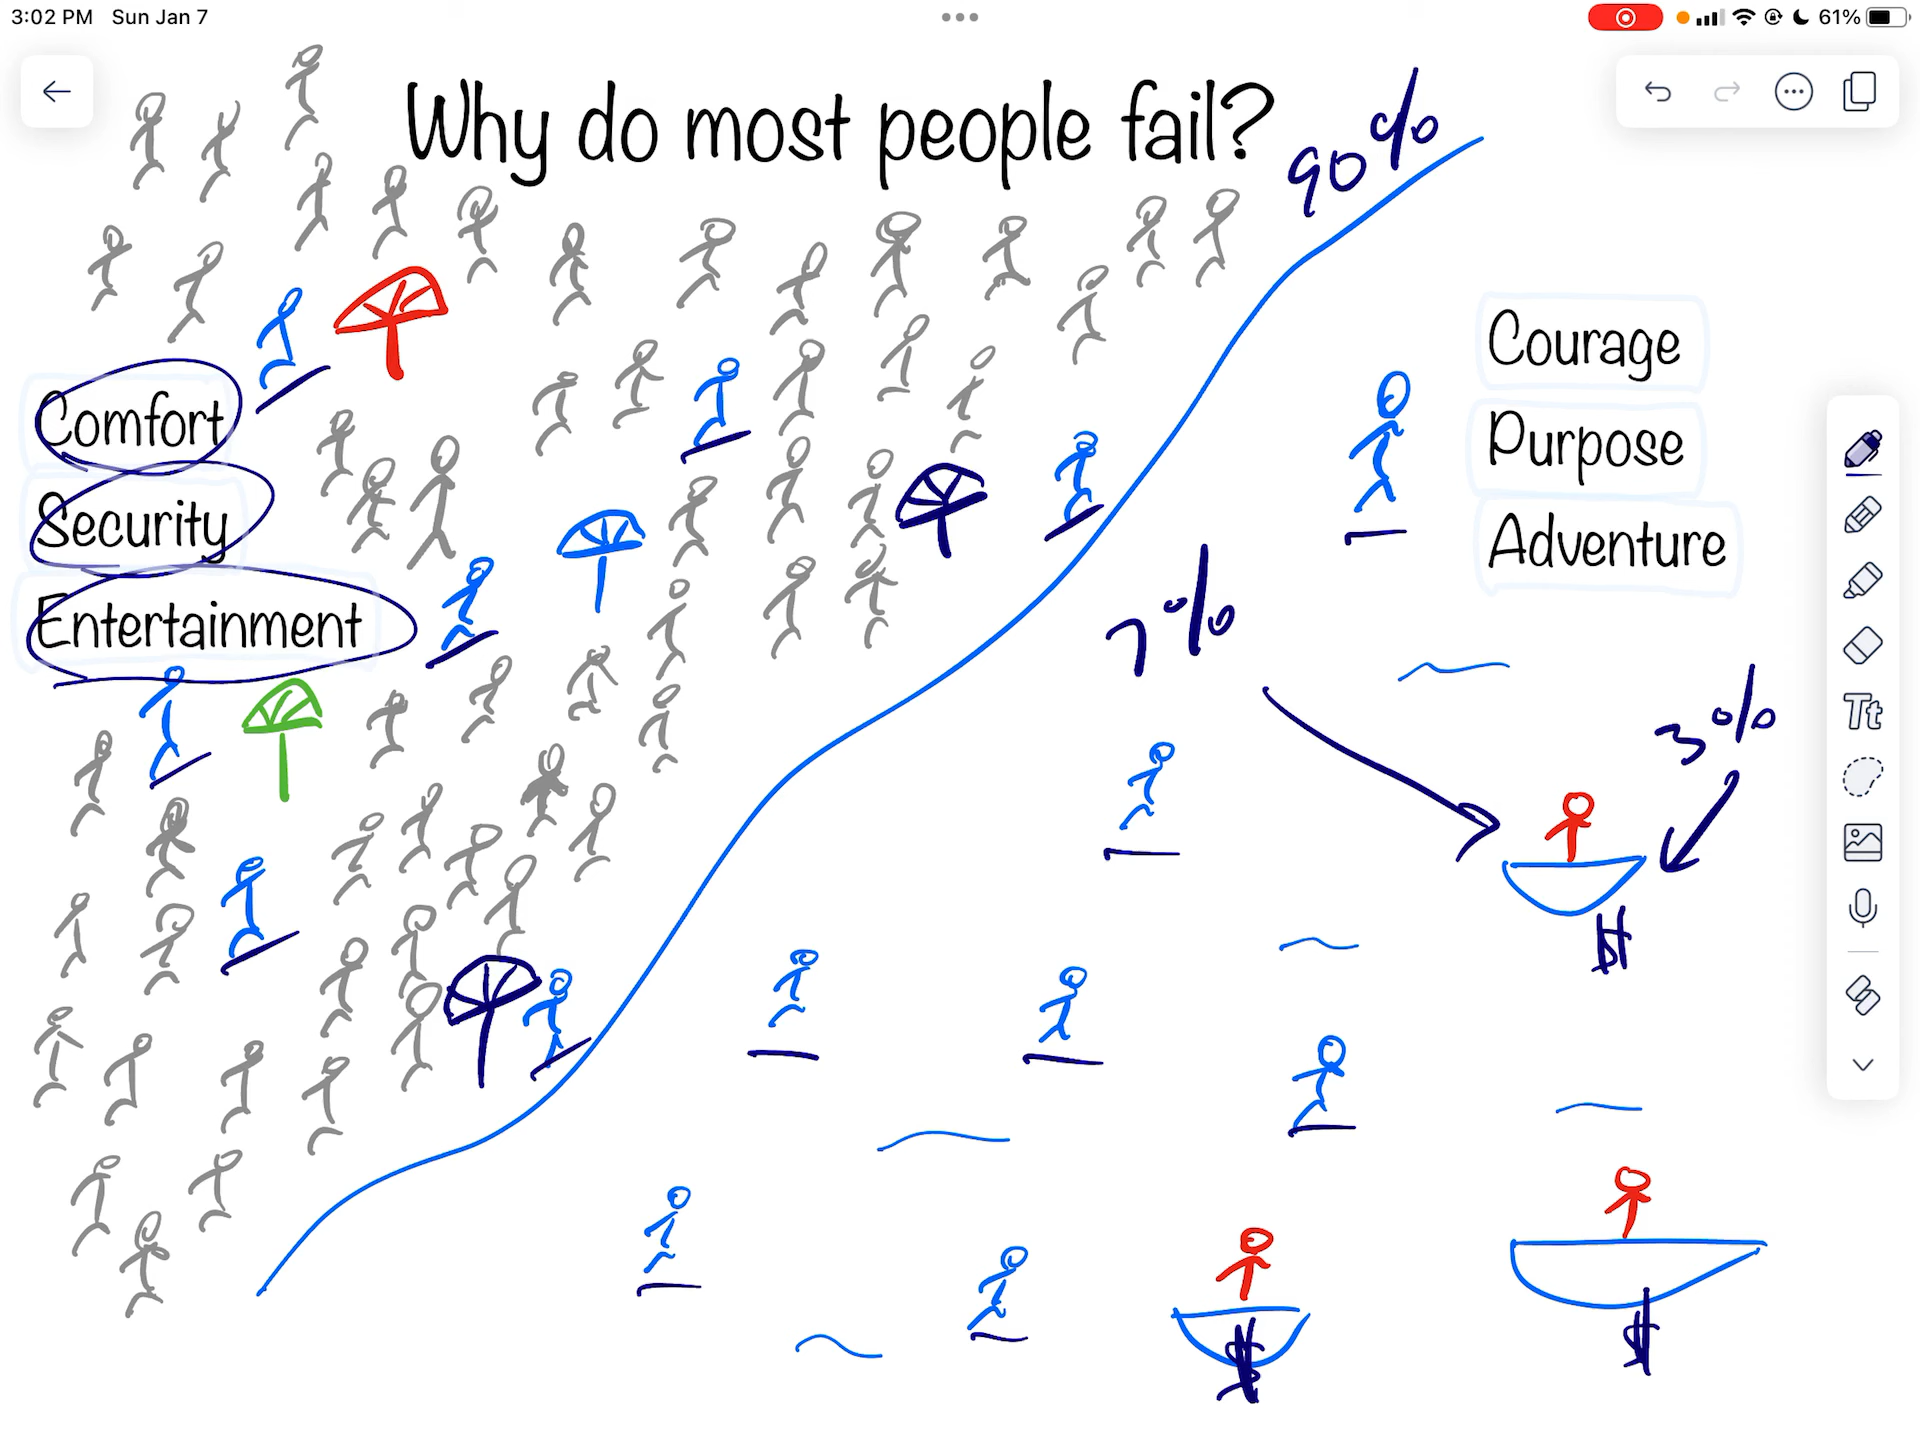 3:02 PM Sun Jan 7
61%
Why do most people fail?
90%
Courage
Purpose
Adventure
Comfort
Security
Entertainment
7%
3%
$
$
$
Tt